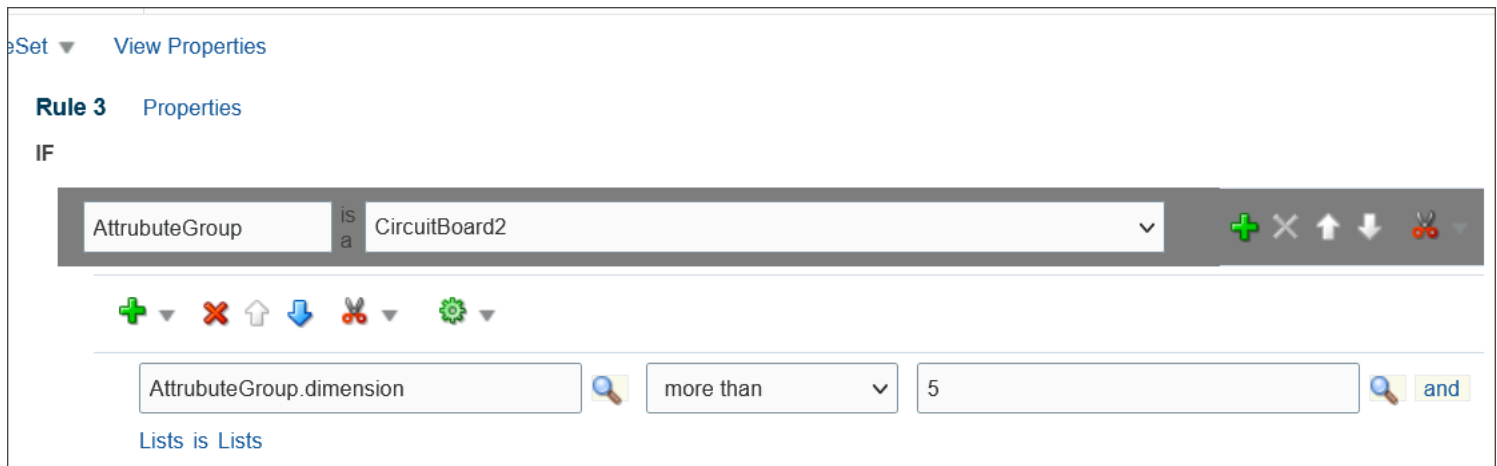 eSet View Properties
Rule 3 Properties
IF
AttrubuteGroup is a CircuitBoard2
AttrubuteGroup.dimension more than 5 and
Lists is Lists